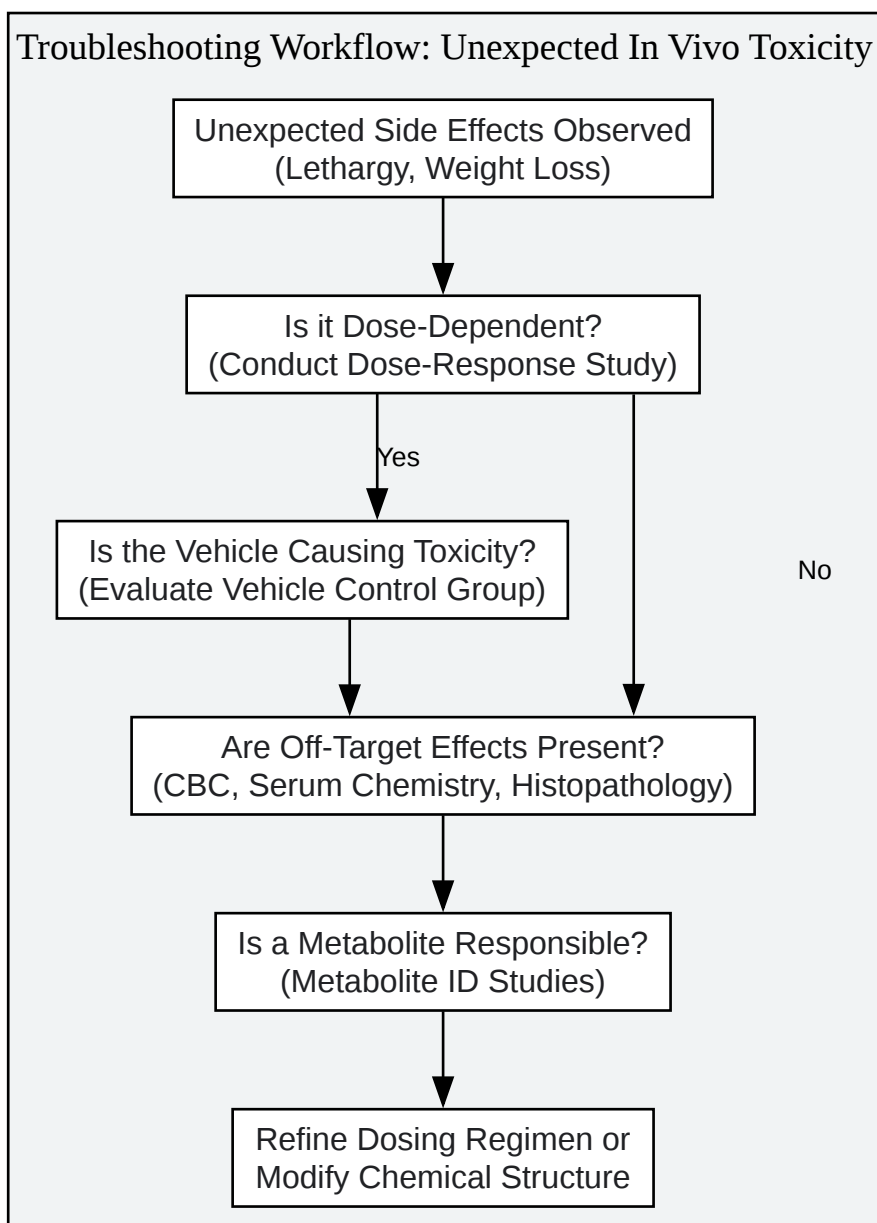 Troubleshooting Workflow: Unexpected In Vivo Toxicity
Unexpected Side Effects Observed
(Lethargy, Weight Loss)
Is it Dose-Dependent?
(Conduct Dose-Response Study)
Yes
Is the Vehicle Causing Toxicity?
(Evaluate Vehicle Control Group)
No
Are Off-Target Effects Present?
(CBC, Serum Chemistry, Histopathology)
Is a Metabolite Responsible?
(Metabolite ID Studies)
Refine Dosing Regimen or
Modify Chemical Structure